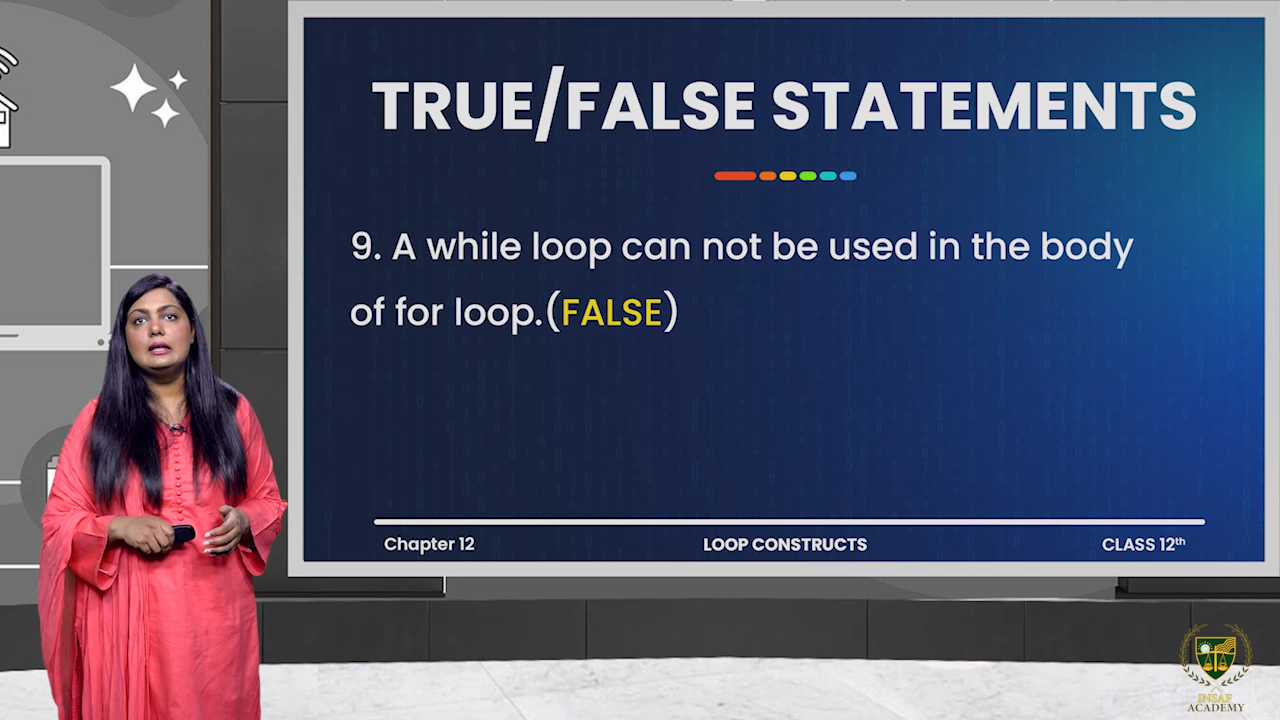 TRUE/FALSE STATEMENTS
9. A while loop can not be used in the body
of for loop.(FALSE)
Chapter 12
LOOP CONSTRUCTS
CLASS 12th
INSAF
ACADEMY